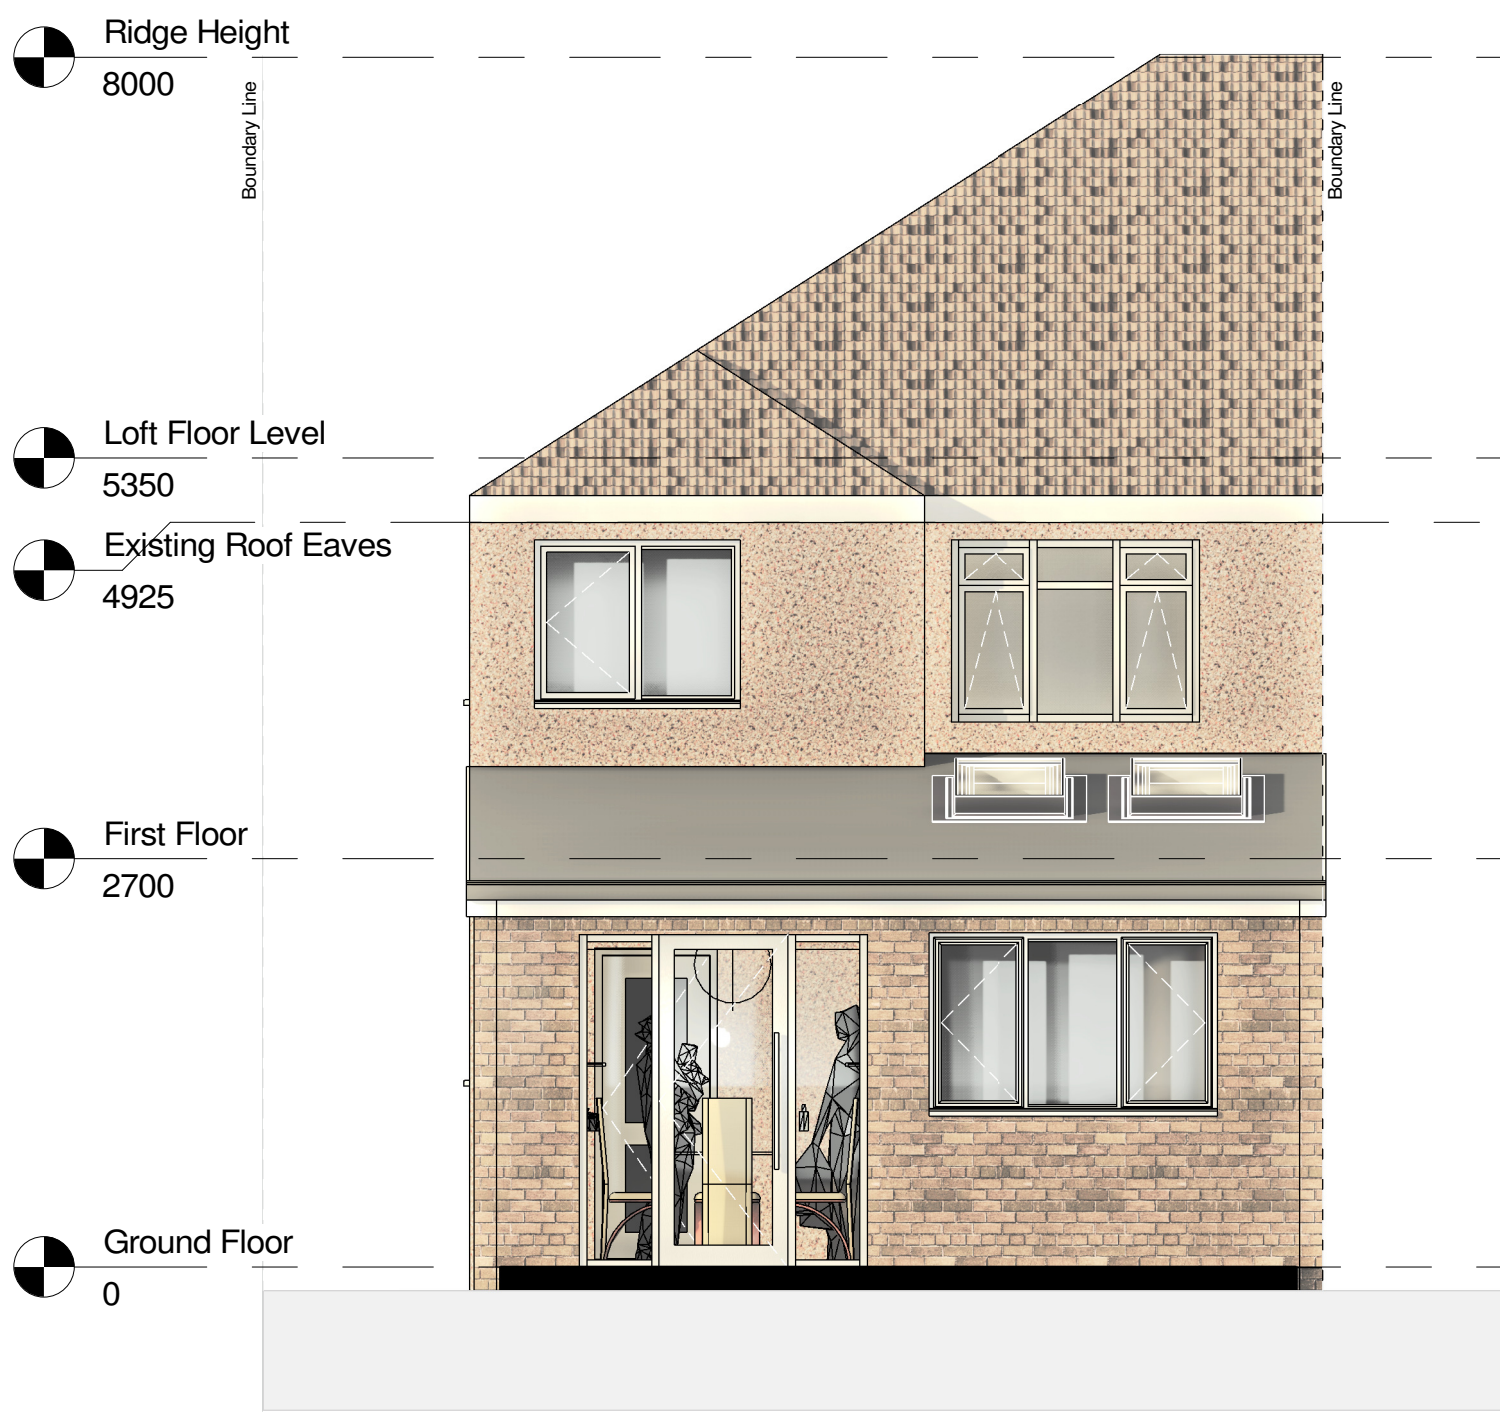 Ridge Height
8000
Boundary Line
Boundary Line
Loft Floor Level
5350
Existing Roof Eaves
4925
First Floor
2700
Ground Floor
0